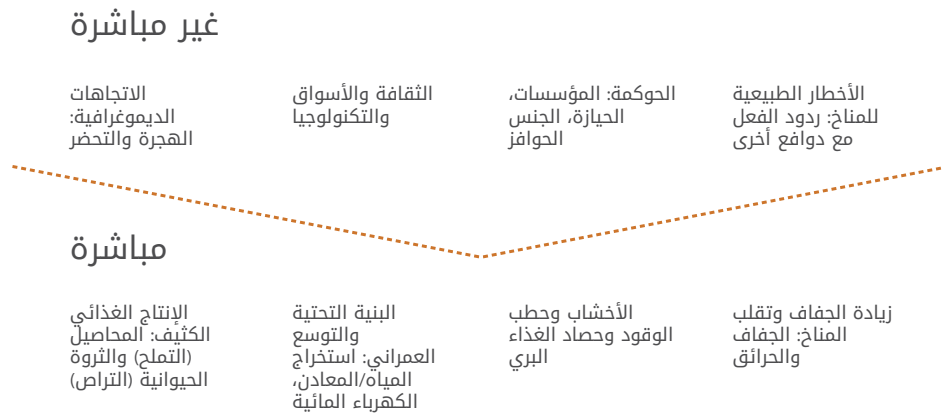 غير مباشرة
الأخطار الطبيعية
للمناخ: ردود الفعل
مع دوافع أخرى
الحوكمة: المؤسسات،
الحيازة، الجنس
الحوافز
الثقافة والأسواق
والتكنولوجيا
الاتجاهات
الديموغرافية:
الهجرة والتحضر
مباشرة
زيادة الجفاف وتقلب
المناخ: الجفاف
والحرائق
الأخشاب وحطب
الوقود وحصاد الغذاء
البري
البنية التحتية
والتوسع
العمراني: استخراج
المياه/المعادن،
الكهرباء المائية
الإنتاج الغذائي
الكثيف: المحاصيل
(التملح) والثروة
الحيوانية (التراص)